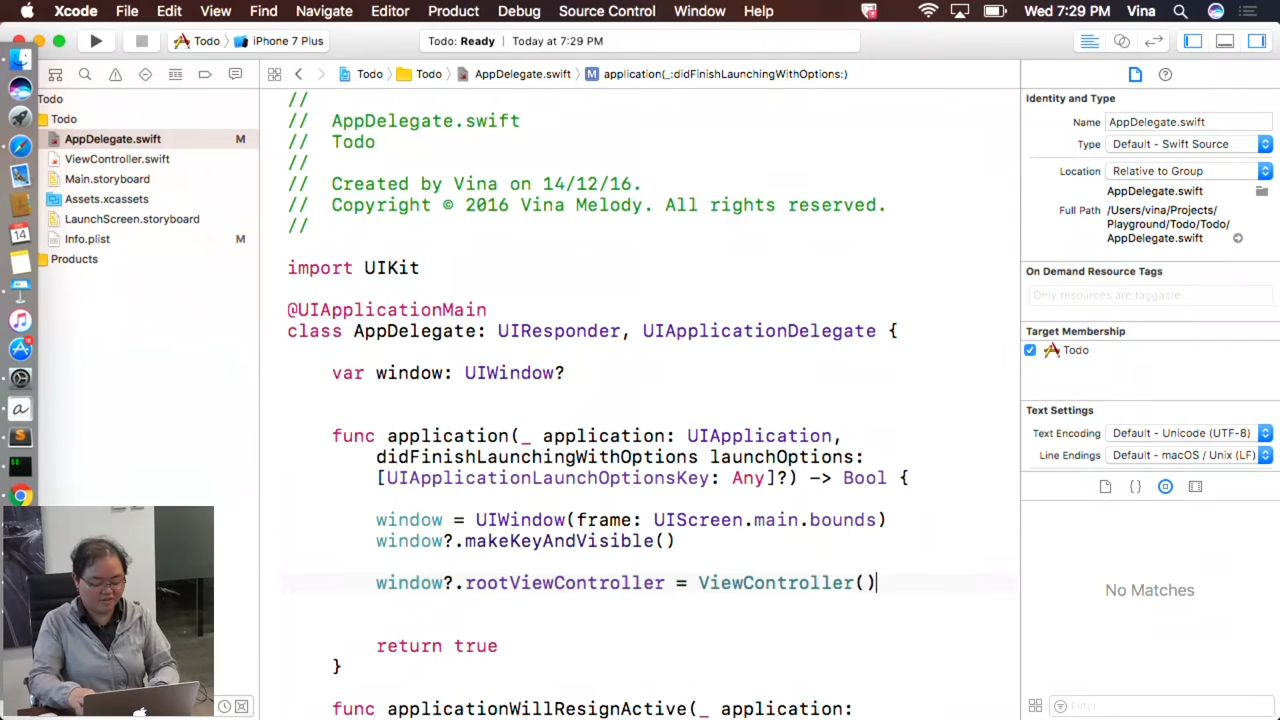 Xcode File Edit View Find Navigate Editor Product Debug Source Control Window Help Wed 7:29 PM Vina
Todo iPhone 7 Plus Todo: Ready Today at 7:29 PM
Todo Todo AppDelegate.swift M application(_:didFinishLaunchingWithOptions:)
Todo
Todo
AppDelegate.swift M
ViewController.swift
Main.storyboard
Assets.xcassets
LaunchScreen.storyboard
Info.plist M
Products
14
//
// AppDelegate.swift
// Todo
//
// Created by Vina on 14/12/16.
// Copyright © 2016 Vina Melody. All rights reserved.
//
import UIKit
@UIApplicationMain
class AppDelegate: UIResponder, UIApplicationDelegate {
var window: UIWindow?
func application(_ application: UIApplication,
didFinishLaunchingWithOptions launchOptions:
[UIApplicationLaunchOptionsKey: Any]?) -> Bool {
window = UIWindow(frame: UIScreen.main.bounds)
window?.makeKeyAndVisible()
window?.rootViewController = ViewController()
return true
}
func applicationWillResignActive(_ application:
Identity and Type
Name AppDelegate.swift
Type Default - Swift Source
Location Relative to Group
AppDelegate.swift
Full Path /Users/vina/Projects/
Playground/Todo/Todo/
AppDelegate.swift
On Demand Resource Tags
Only resources are taggable
Target Membership
Todo
Text Settings
Text Encoding Default - Unicode (UTF-8)
Line Endings Default - macOS / Unix (LF)
{ }
No Matches
Filter